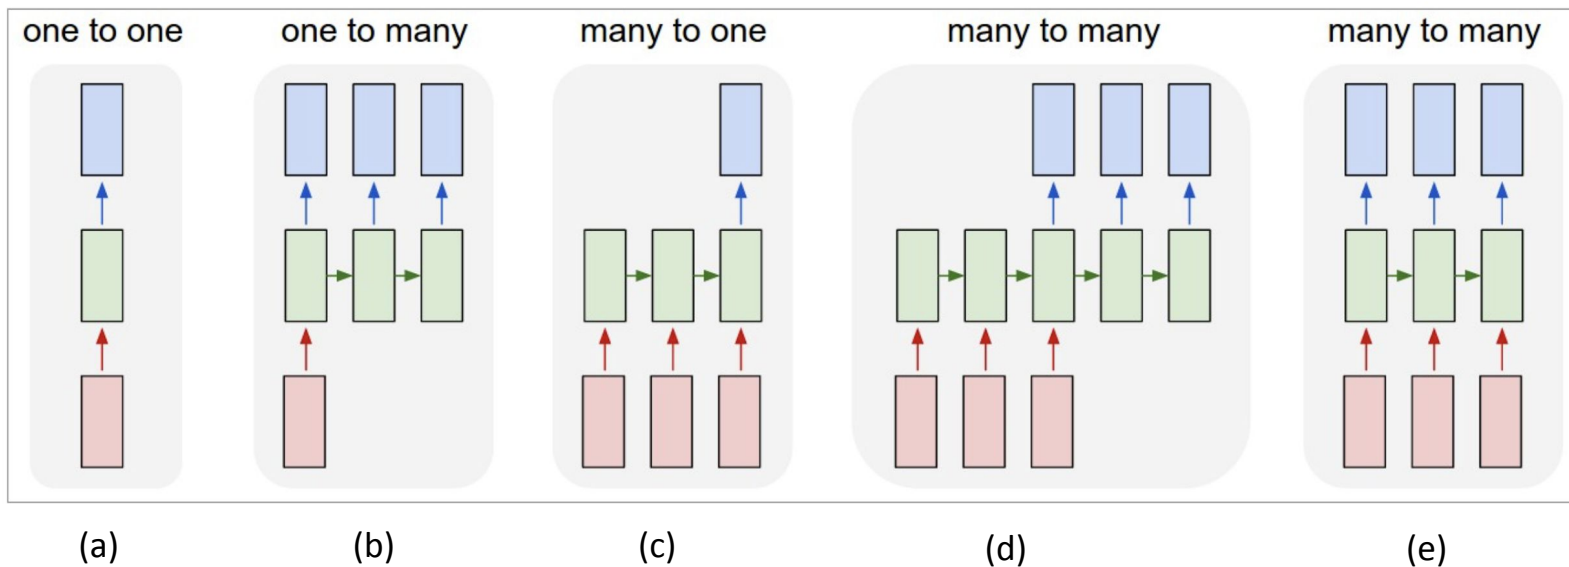 one to one
one to many
many to one
many to many
many to many
(a)
(b)
(c)
(d)
(e)